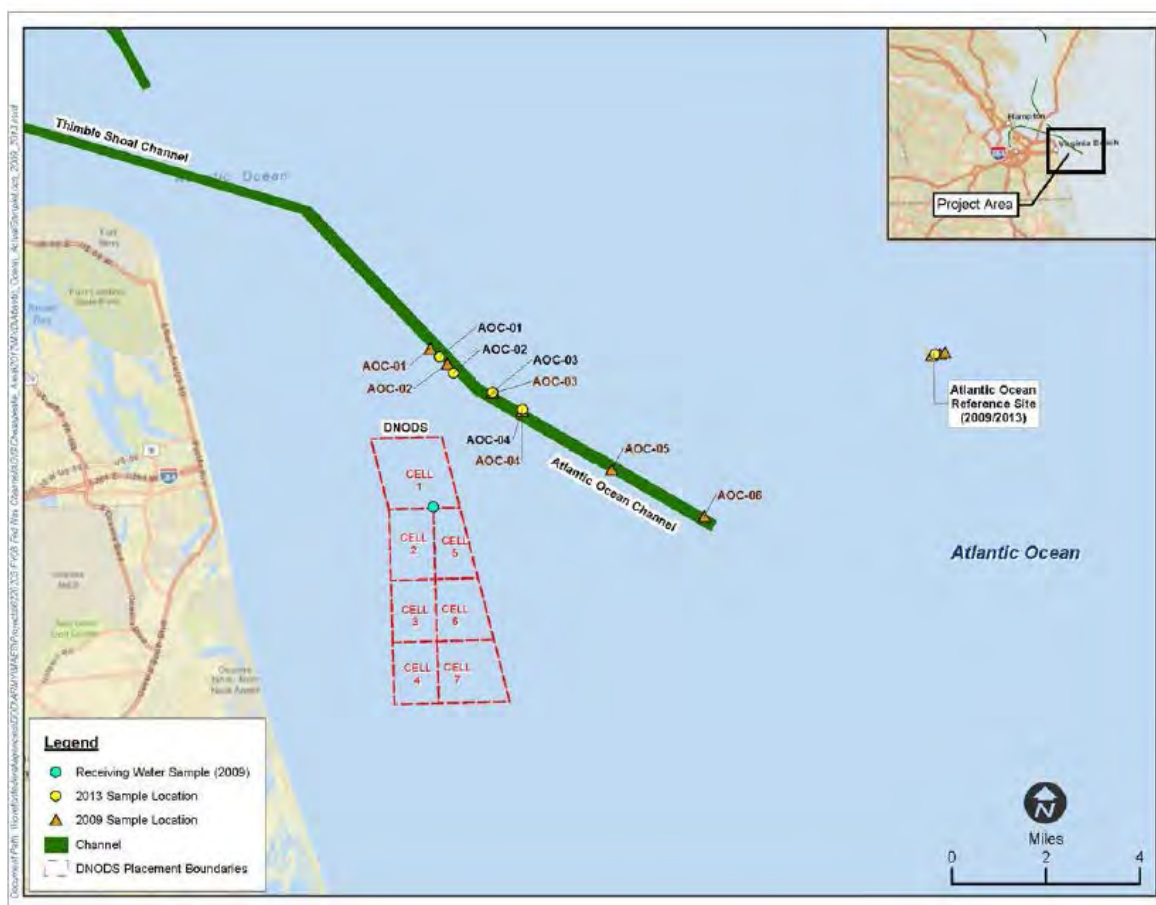 Thimble Shoal Channel
Atlantic Ocean
Hampton
Virginia Beach
Project Area
AOC-01
AOC-02
AOC-01
AOC-02
AOC-03
AOC-03
AOC-04
AOC-04
AOC-05
AOC-06
Atlantic Ocean Channel
Atlantic Ocean
Reference Site
(2009/2013)
DNODS
CELL
1
CELL
2
CELL
5
CELL
3
CELL
6
CELL
4
CELL
7
Atlantic Ocean
Legend
Receiving Water Sample (2009)
2013 Sample Location
2009 Sample Location
Channel
DNODS Placement Boundaries
N
Miles
0 2 4